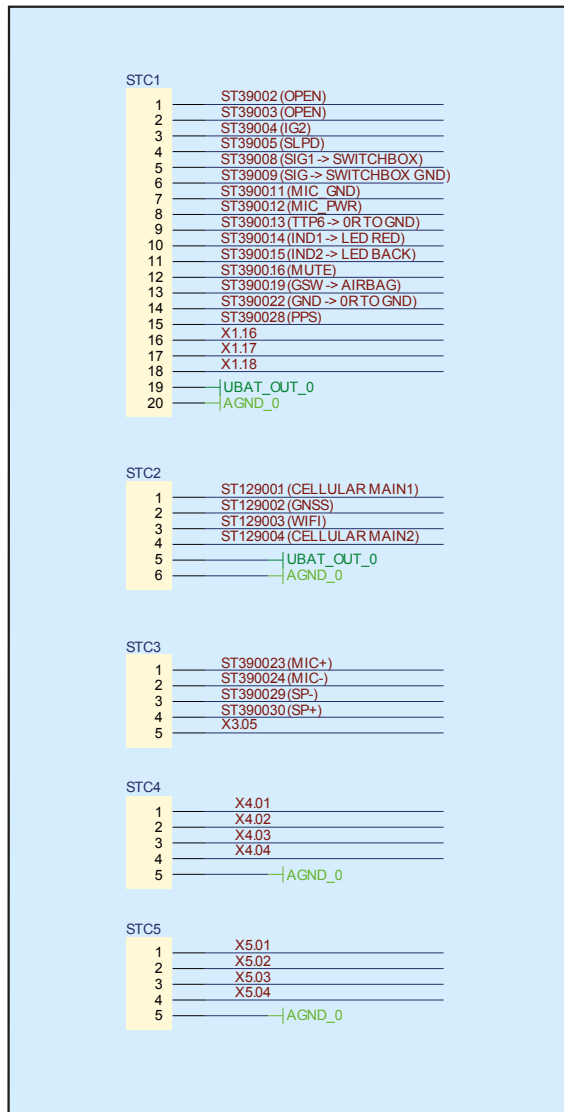 STC1
1 ST39002(OPEN)
2 ST39003(OPEN)
3 ST39004(IG2)
4 ST39005(SLPD)
5 ST39008(SIG1-> SWITCHBOX)
6 ST39009(SIG-> SWITCHBOX GND)
7 ST390011(MIC_GND)
8 ST390012(MIC_PWR)
9 ST390013(TTP6-> 0R TO GND)
10 ST390014(IND1-> LED RED)
11 ST390015(IND2-> LED BACK)
12 ST390016(MUTE)
13 ST390019(GSW-> AIRBAG)
14 ST390022(GND-> 0R TO GND)
15 ST390028(PPS)
16 X1.16
17 X1.17
18 X1.18
19 UBAT_OUT_0
20 AGND_0
STC2
1 ST129001(CELLULAR MAIN1)
2 ST129002(GNSS)
3 ST129003(WIFI)
4 ST129004(CELLULAR MAIN2)
5 UBAT_OUT_0
6 AGND_0
STC3
1 ST390023(MIC+)
2 ST390024(MIC-)
3 ST390029(SP-)
4 ST390030(SP+)
5 X3.05
STC4
1 X4.01
2 X4.02
3 X4.03
4 X4.04
5 AGND_0
STC5
1 X5.01
2 X5.02
3 X5.03
4 X5.04
5 AGND_0